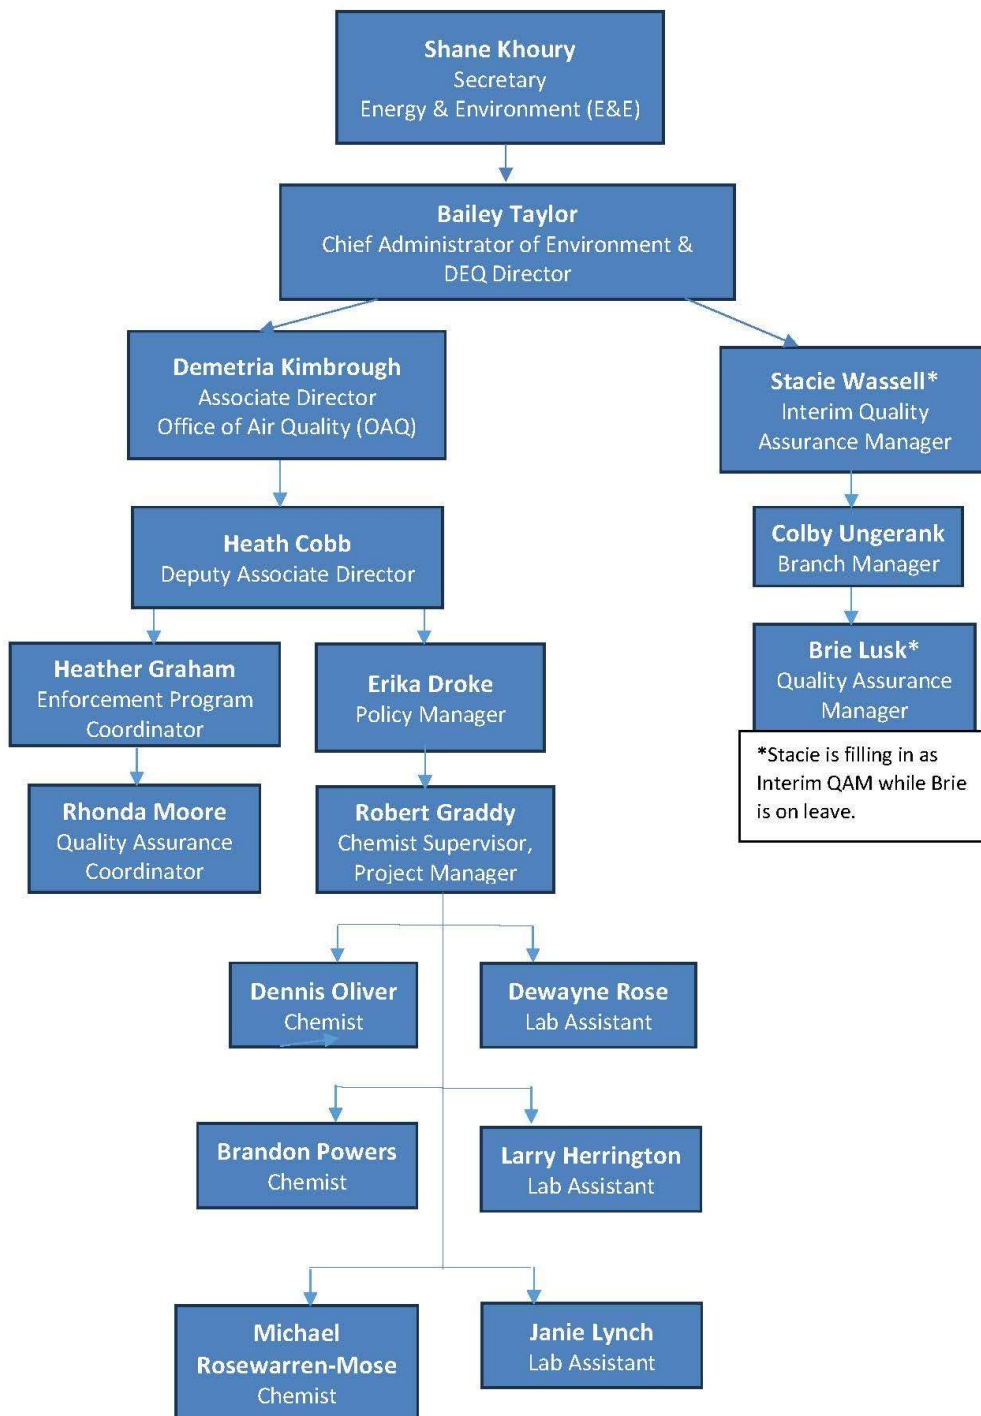 Shane Khoury
Secretary
Energy & Environment (E&E)
Bailey Taylor
Chief Administrator of Environment &
DEQ Director
Demetria Kimbrough
Associate Director
Office of Air Quality (OAQ)
Stacie Wassell*
Interim Quality
Assurance Manager
Heath Cobb
Deputy Associate Director
Colby Ungerank
Branch Manager
Heather Graham
Enforcement Program
Coordinator
Erika Droke
Policy Manager
Brie Lusk*
Quality Assurance
Manager
*Stacie is filling in as
Interim QAM while Brie
is on leave.
Rhonda Moore
Quality Assurance
Coordinator
Robert Graddy
Chemist Supervisor,
Project Manager
Dennis Oliver
Chemist
Dewayne Rose
Lab Assistant
Brandon Powers
Chemist
Larry Herrington
Lab Assistant
Michael
Rosewarren-Mose
Chemist
Janie Lynch
Lab Assistant